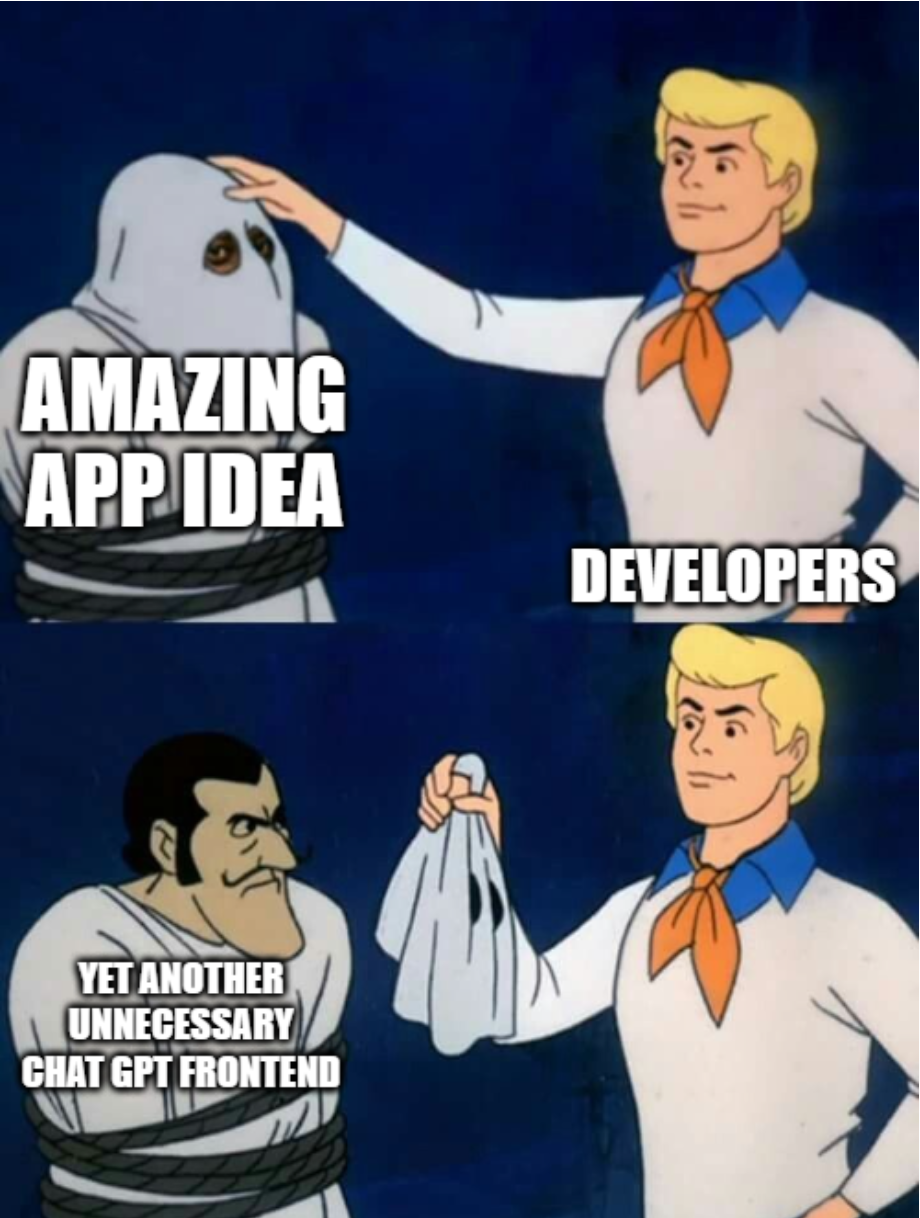 AMAZING
APP IDEA
DEVELOPERS
YET ANOTHER
UNNECESSARY
CHAT GPT FRONTEND